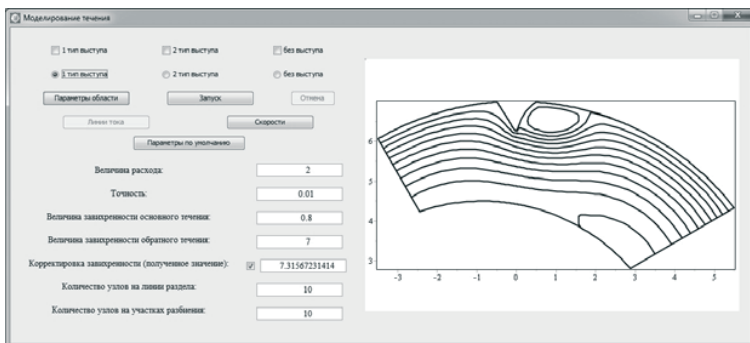 Моделирование течения
1 тип выступа 2 тип выступа без выступа
1 тип выступа 2 тип выступа без выступа
Параметры области Запуск Отмена
Линии тока Скорости
Параметры по умолчанию
Величина расхода: 2
Точность: 0.01
Величина завихренности основного течения: 0.8
Величина завихренности обратного течения: 7
Корректировка завихренности (полученное значение): 7.31567231414
Количество узлов на линии раздела: 10
Количество узлов на участках разбиения: 10
6
5
4
3
-3 -2 -1 0 1 2 3 4 5